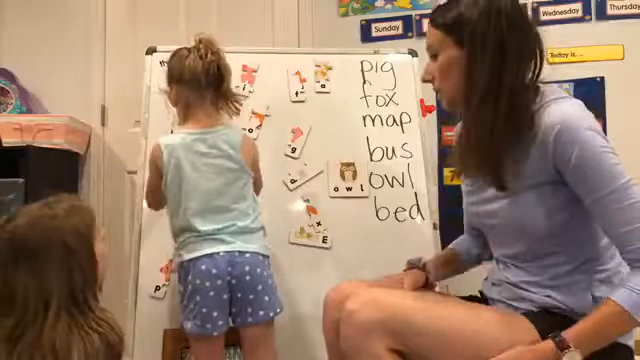 Sunday
Wednesday
Thursday
Today is...
pig
fox
map
bus
owl
bed
o w l
g
x
E
P